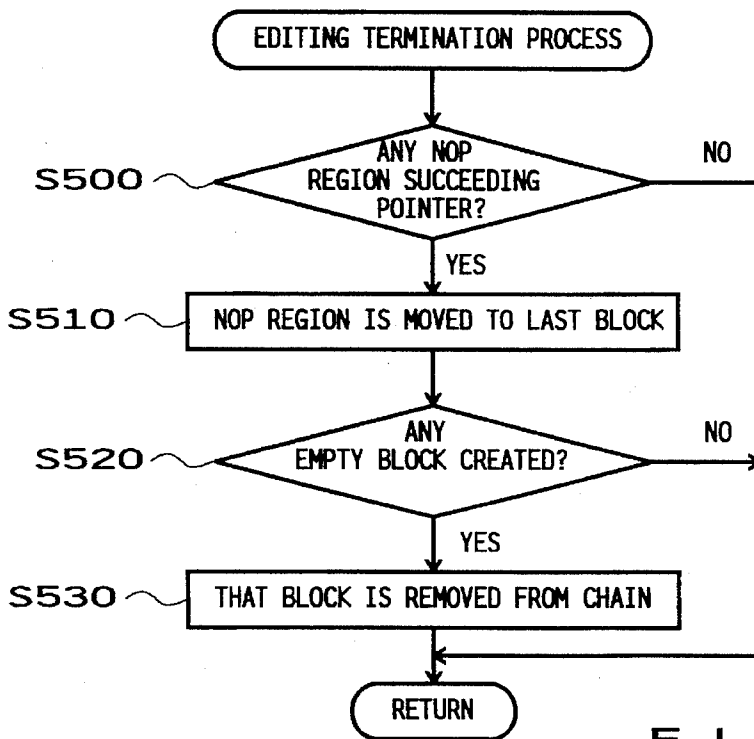 EDITING TERMINATION PROCESS
ANY NOP
REGION SUCCEEDING
POINTER?
NO
S500
YES
S510
NOP REGION IS MOVED TO LAST BLOCK
ANY
EMPTY BLOCK CREATED?
NO
S520
YES
S530
THAT BLOCK IS REMOVED FROM CHAIN
RETURN